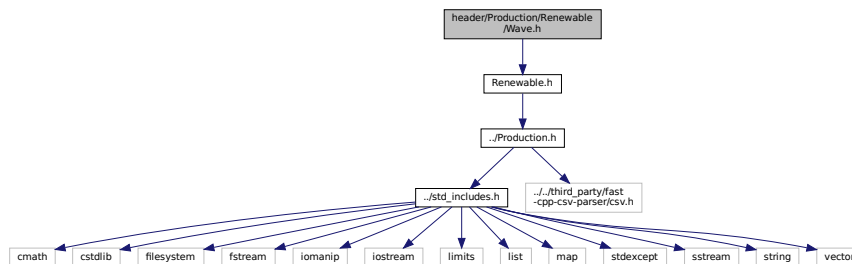 header/Production/Renewable
/Wave.h
Renewable.h
../Production.h
../std_includes.h
../../third_party/fast
-cpp-csv-parser/csv.h
cmath
cstdlib
filesystem
fstream
iomanip
iostream
limits
list
map
stdexcept
sstream
string
vector